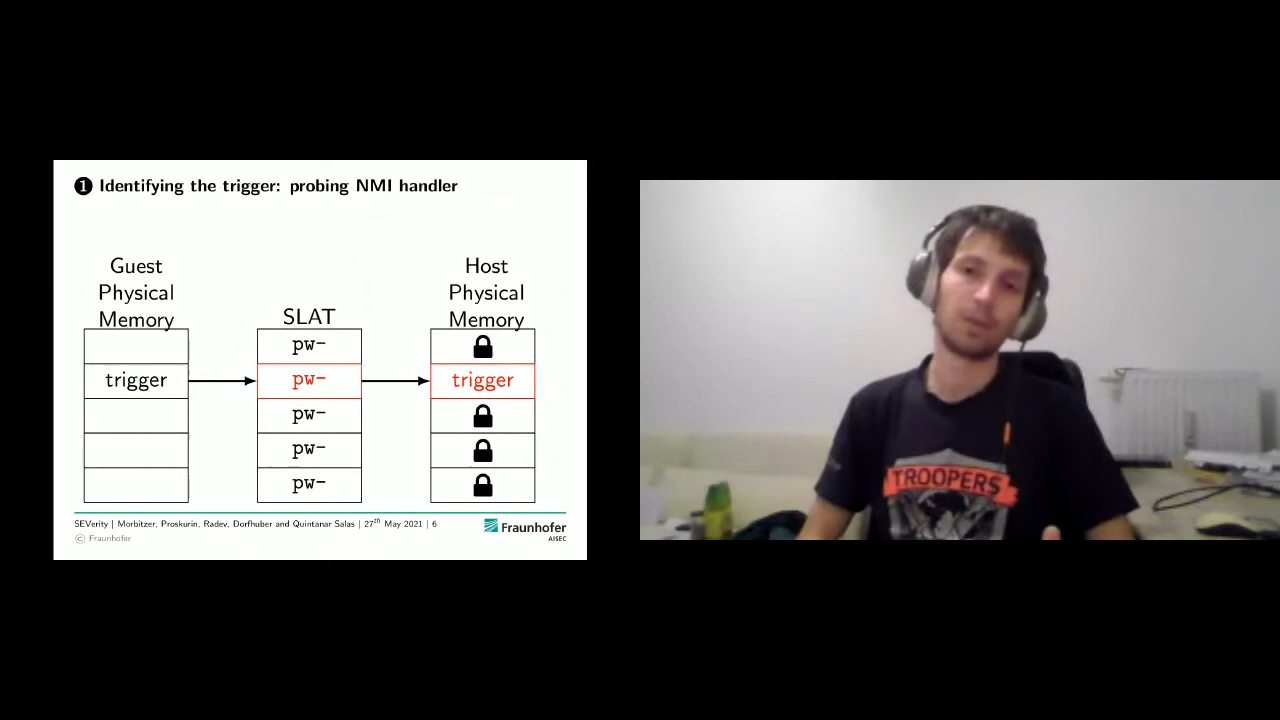 1 Identifying the trigger: probing NMI handler
Guest
Physical
Memory
SLAT
Host
Physical
Memory
pw-
trigger
pw-
trigger
pw-
pw-
pw-
SEVerity | Morbitzer, Proskurin, Radev, Dorfhuber and Quintanar Salas | 27th May 2021 | 6
Fraunhofer
AISEC
© Fraunhofer
TROOPERS